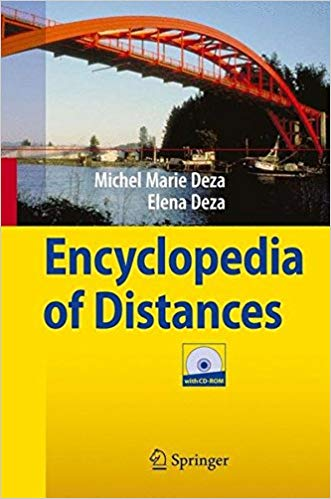 Michel Marie Deza
Elena Deza
Encyclopedia
of Distances
with CD-ROM
Springer